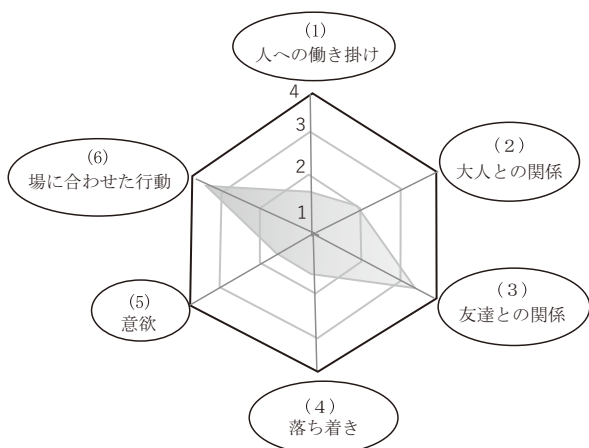 (1)
人への働き掛け
4
3
2
1
(2)
大人との関係
(3)
友達との関係
(4)
落ち着き
(5)
意欲
(6)
場に合わせた行動